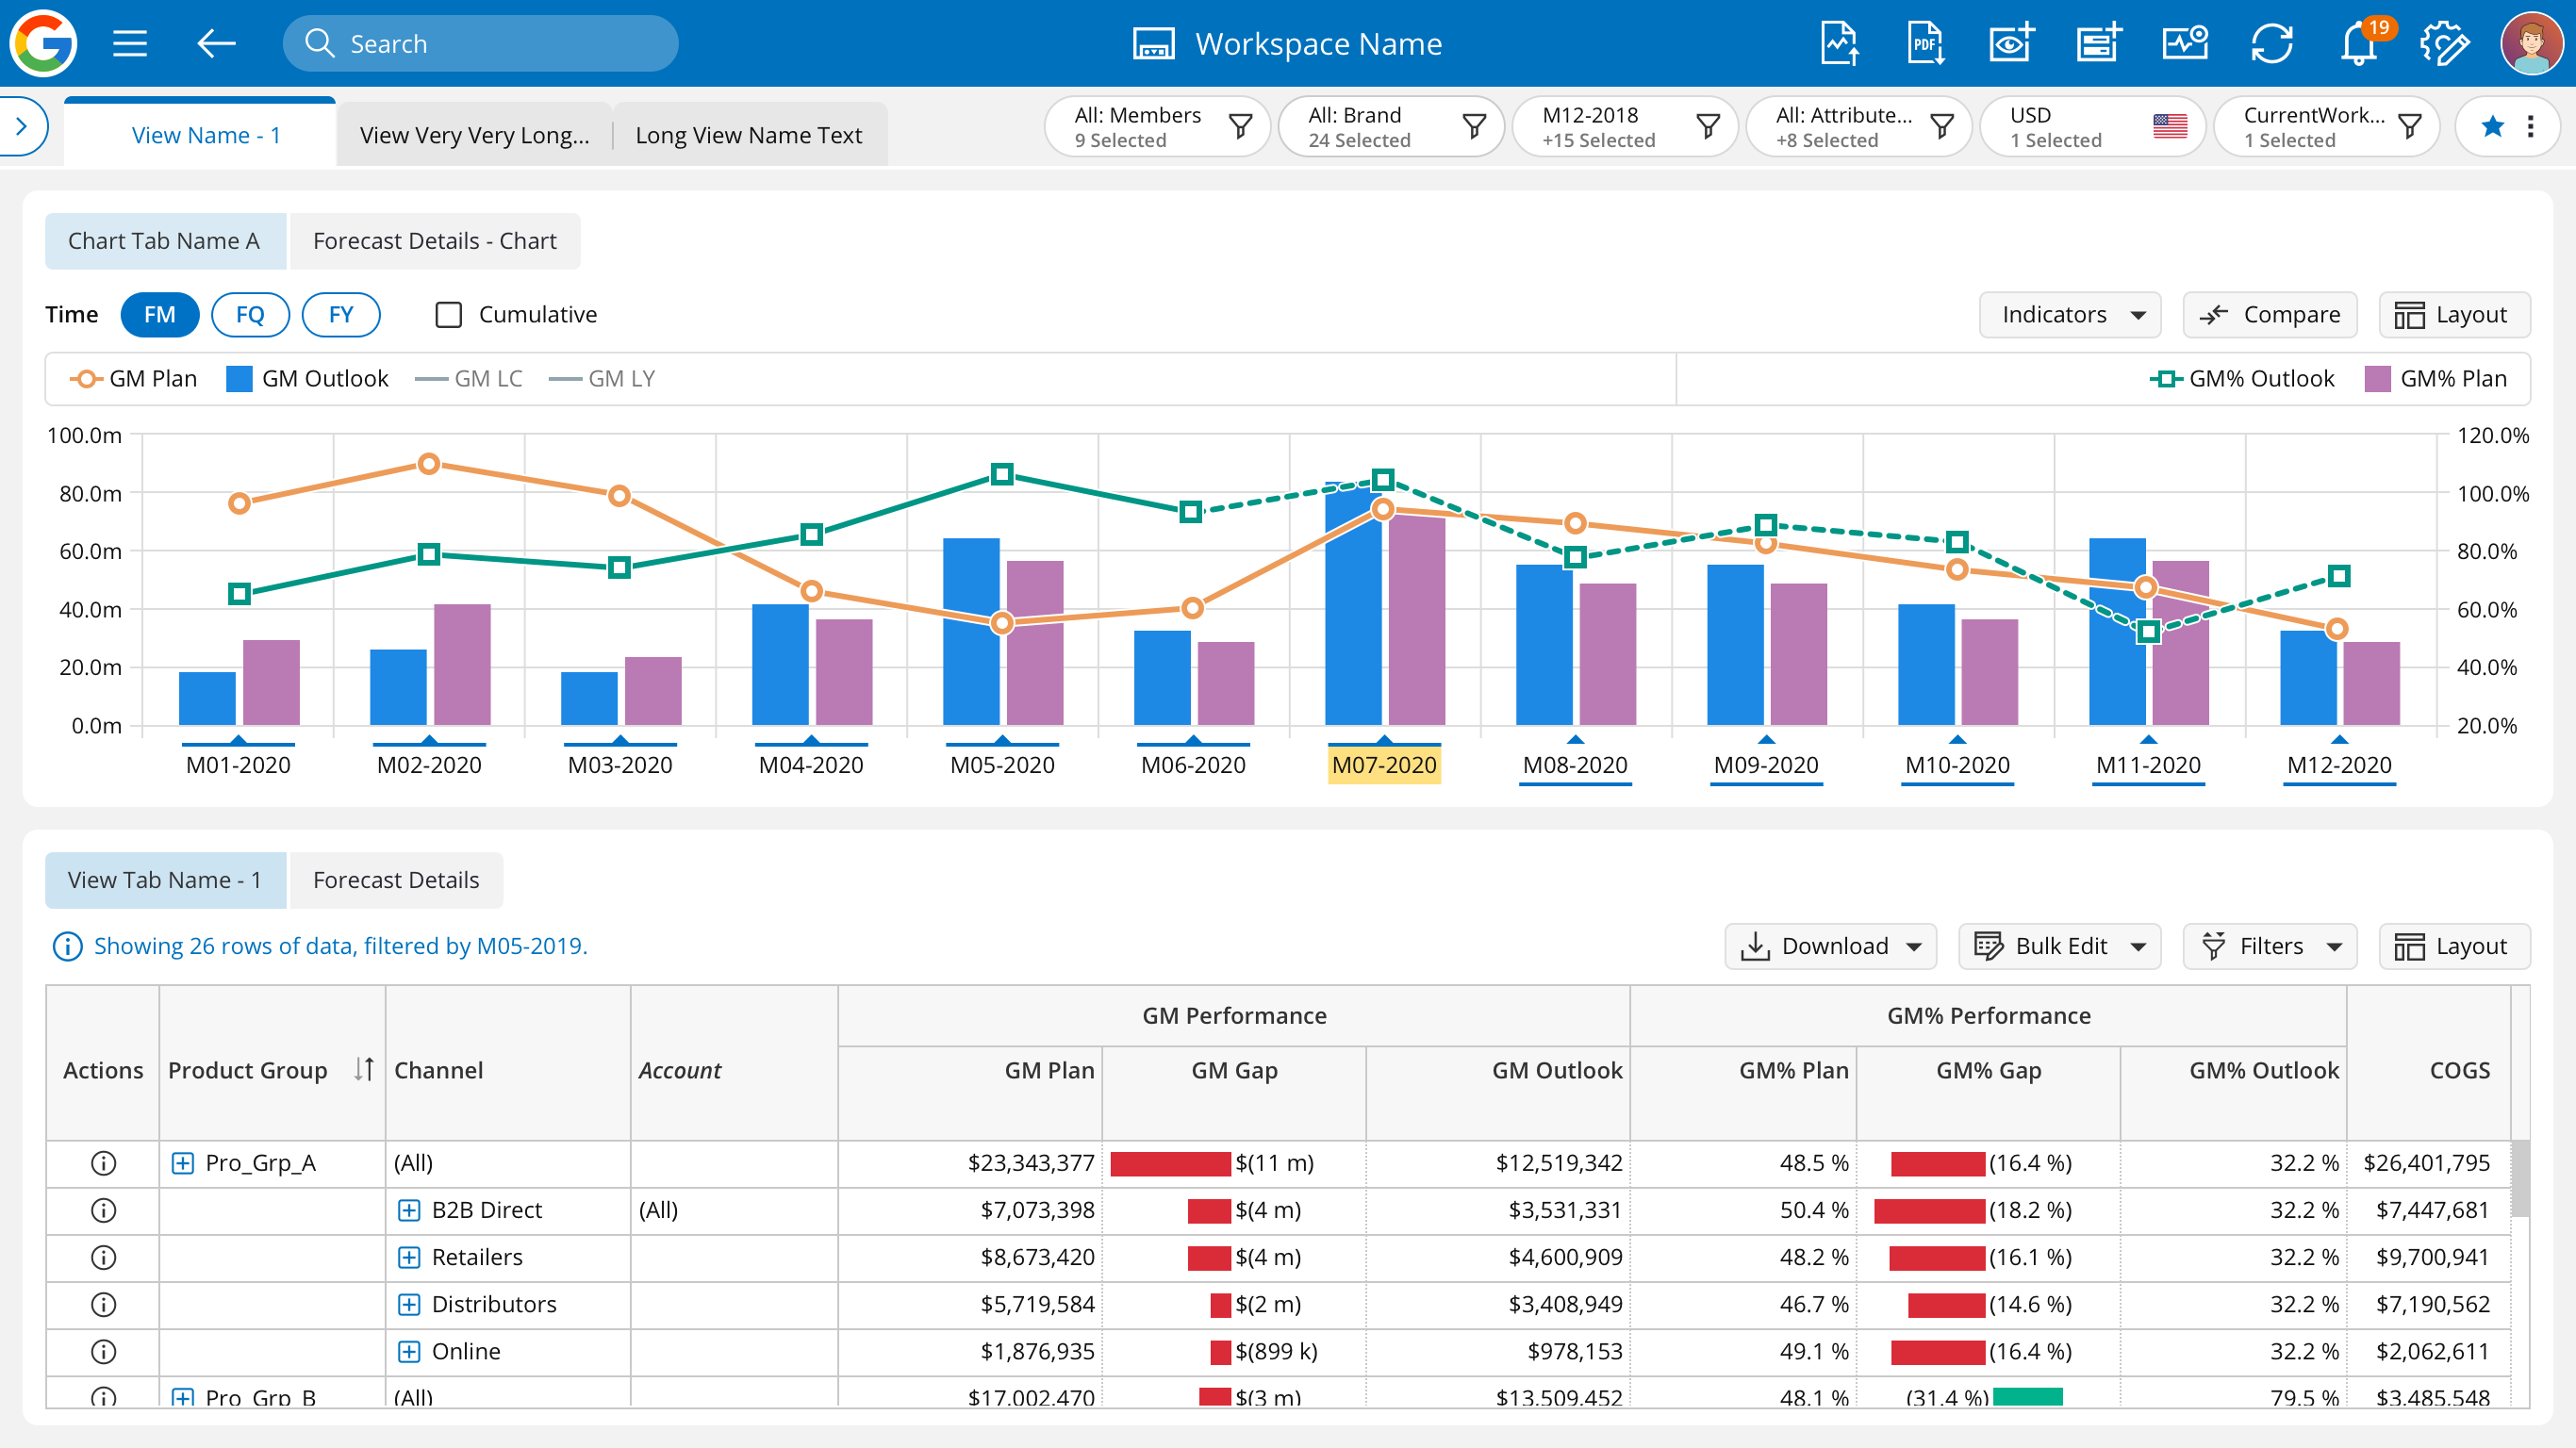 Search
Workspace Name
PDF
19
View Name - 1
View Very Very Long...
Long View Name Text
All: Members
9 Selected
All: Brand
24 Selected
M12-2018
+15 Selected
All: Attribute...
+8 Selected
USD
1 Selected
CurrentWork...
1 Selected
Chart Tab Name A
Forecast Details - Chart
Time FM FQ FY Cumulative
Indicators Compare Layout
GM Plan GM Outlook GM LC GM LY GM% Outlook GM% Plan
100.0m 120.0%
80.0m 100.0%
60.0m 80.0%
40.0m 60.0%
20.0m 40.0%
0.0m 20.0%
M01-2020 M02-2020 M03-2020 M04-2020 M05-2020 M06-2020 M07-2020 M08-2020 M09-2020 M10-2020 M11-2020 M12-2020
View Tab Name - 1
Forecast Details
Showing 26 rows of data, filtered by M05-2019.
Download Bulk Edit Filters Layout
GM Performance GM% Performance
Actions Product Group Channel Account GM Plan GM Gap GM Outlook GM% Plan GM% Gap GM% Outlook COGS
Pro_Grp_A (All) $23,343,377 $(11 m) $12,519,342 48.5 % (16.4 %) 32.2 % $26,401,795
B2B Direct (All) $7,073,398 $(4 m) $3,531,331 50.4 % (18.2 %) 32.2 % $7,447,681
Retailers $8,673,420 $(4 m) $4,600,909 48.2 % (16.1 %) 32.2 % $9,700,941
Distributors $5,719,584 $(2 m) $3,408,949 46.7 % (14.6 %) 32.2 % $7,190,562
Online $1,876,935 $(899 k) $978,153 49.1 % (16.4 %) 32.2 % $2,062,611
Pro_Grp_B (All) $17,002,470 $(3 m) $13,509,452 48.1 % (31.4 %) 79.5 % $3,485,548